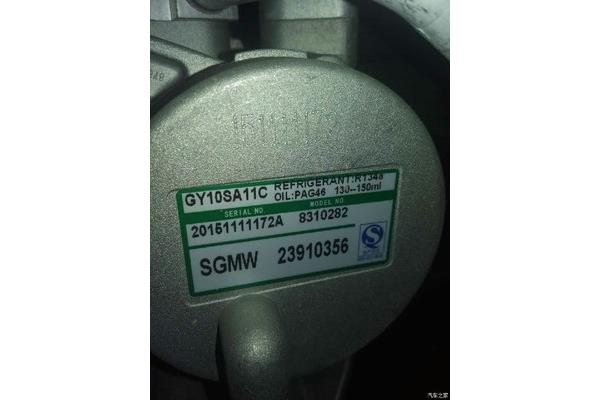 151111172
GY10SA11C REFRIGERANT:R134a
OIL:PAG46 130--150ml
SERIAL NO MODEL NO.
20151111172A 8310282
SGMW 23910356
汽车之家